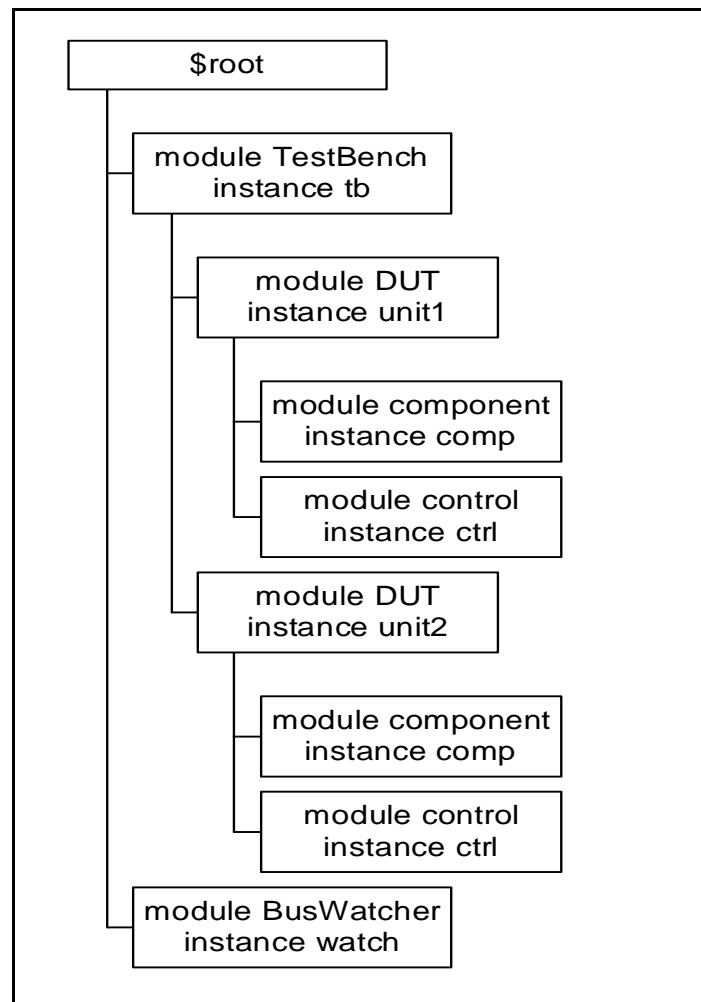 $root
module TestBench
instance tb
module DUT
instance unit1
module component
instance comp
module control
instance ctrl
module DUT
instance unit2
module component
instance comp
module control
instance ctrl
module BusWatcher
instance watch